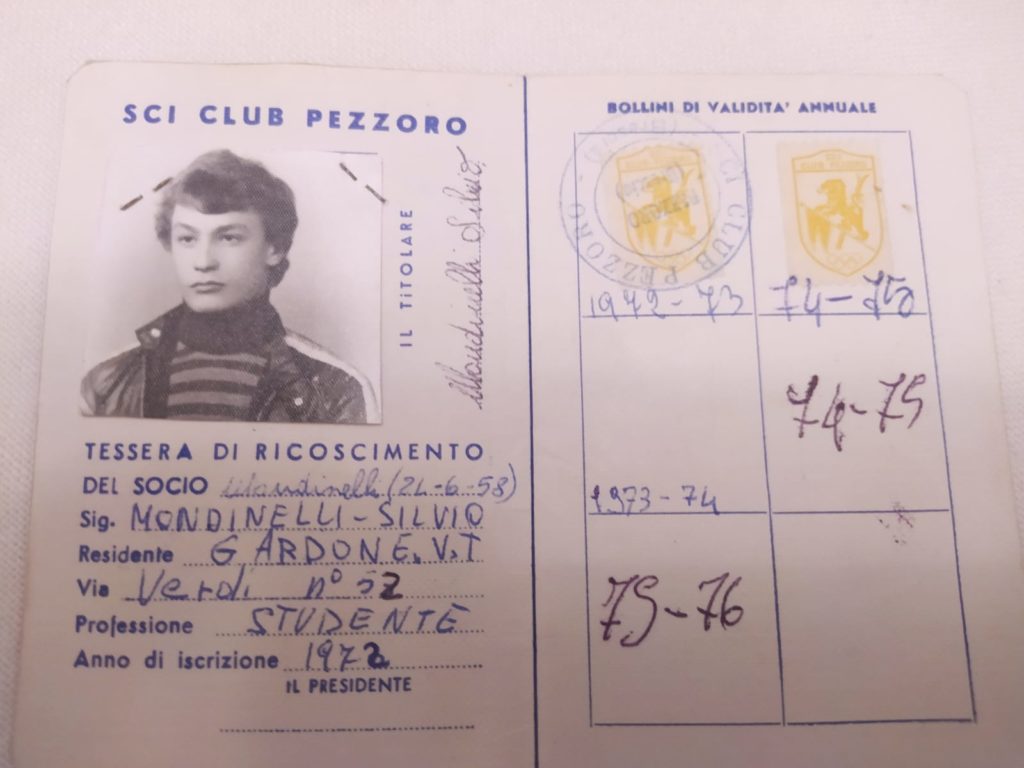 SCI CLUB PEZZORO
IL TITOLARE
Mondinelli Silvio
TESSERA DI RICOSCIMENTO
DEL SOCIO Mondinelli (24-6-58)
Sig. MONDINELLI-SILVIO
Residente GARDONE.V.T
Via Verdi n° 52
Professione STUDENTE
Anno di iscrizione 1972
IL PRESIDENTE
BOLLINI DI VALIDITA' ANNUALE
CLUB PEZZORO
PEZZORO
1972-73
74-75
74-75
1973-74
75-76